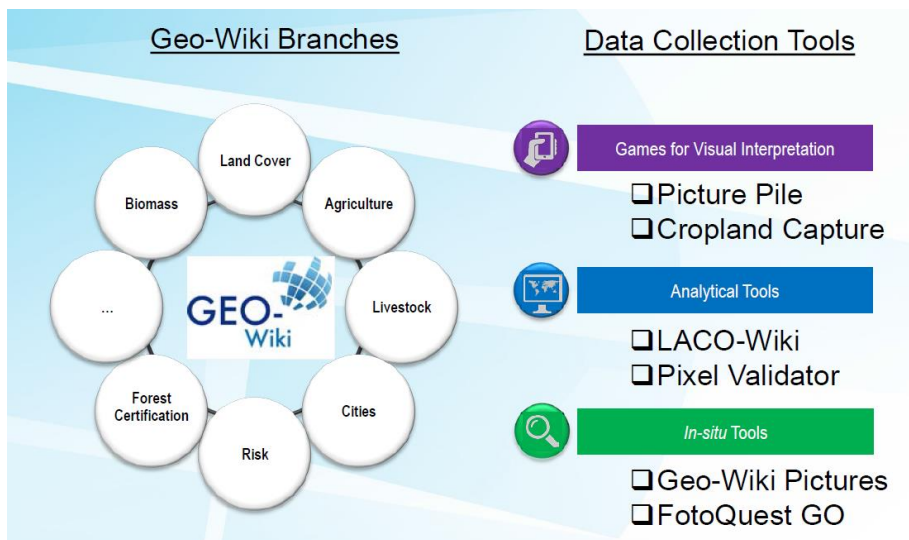 Geo-Wiki Branches
Land Cover
Agriculture
Livestock
Cities
Risk
Forest
Certification
...
Biomass
GEO-
Wiki
Data Collection Tools
Games for Visual Interpretation
❑Picture Pile
❑Cropland Capture
Analytical Tools
❑LACO-Wiki
❑Pixel Validator
In-situ Tools
❑Geo-Wiki Pictures
❑FotoQuest GO